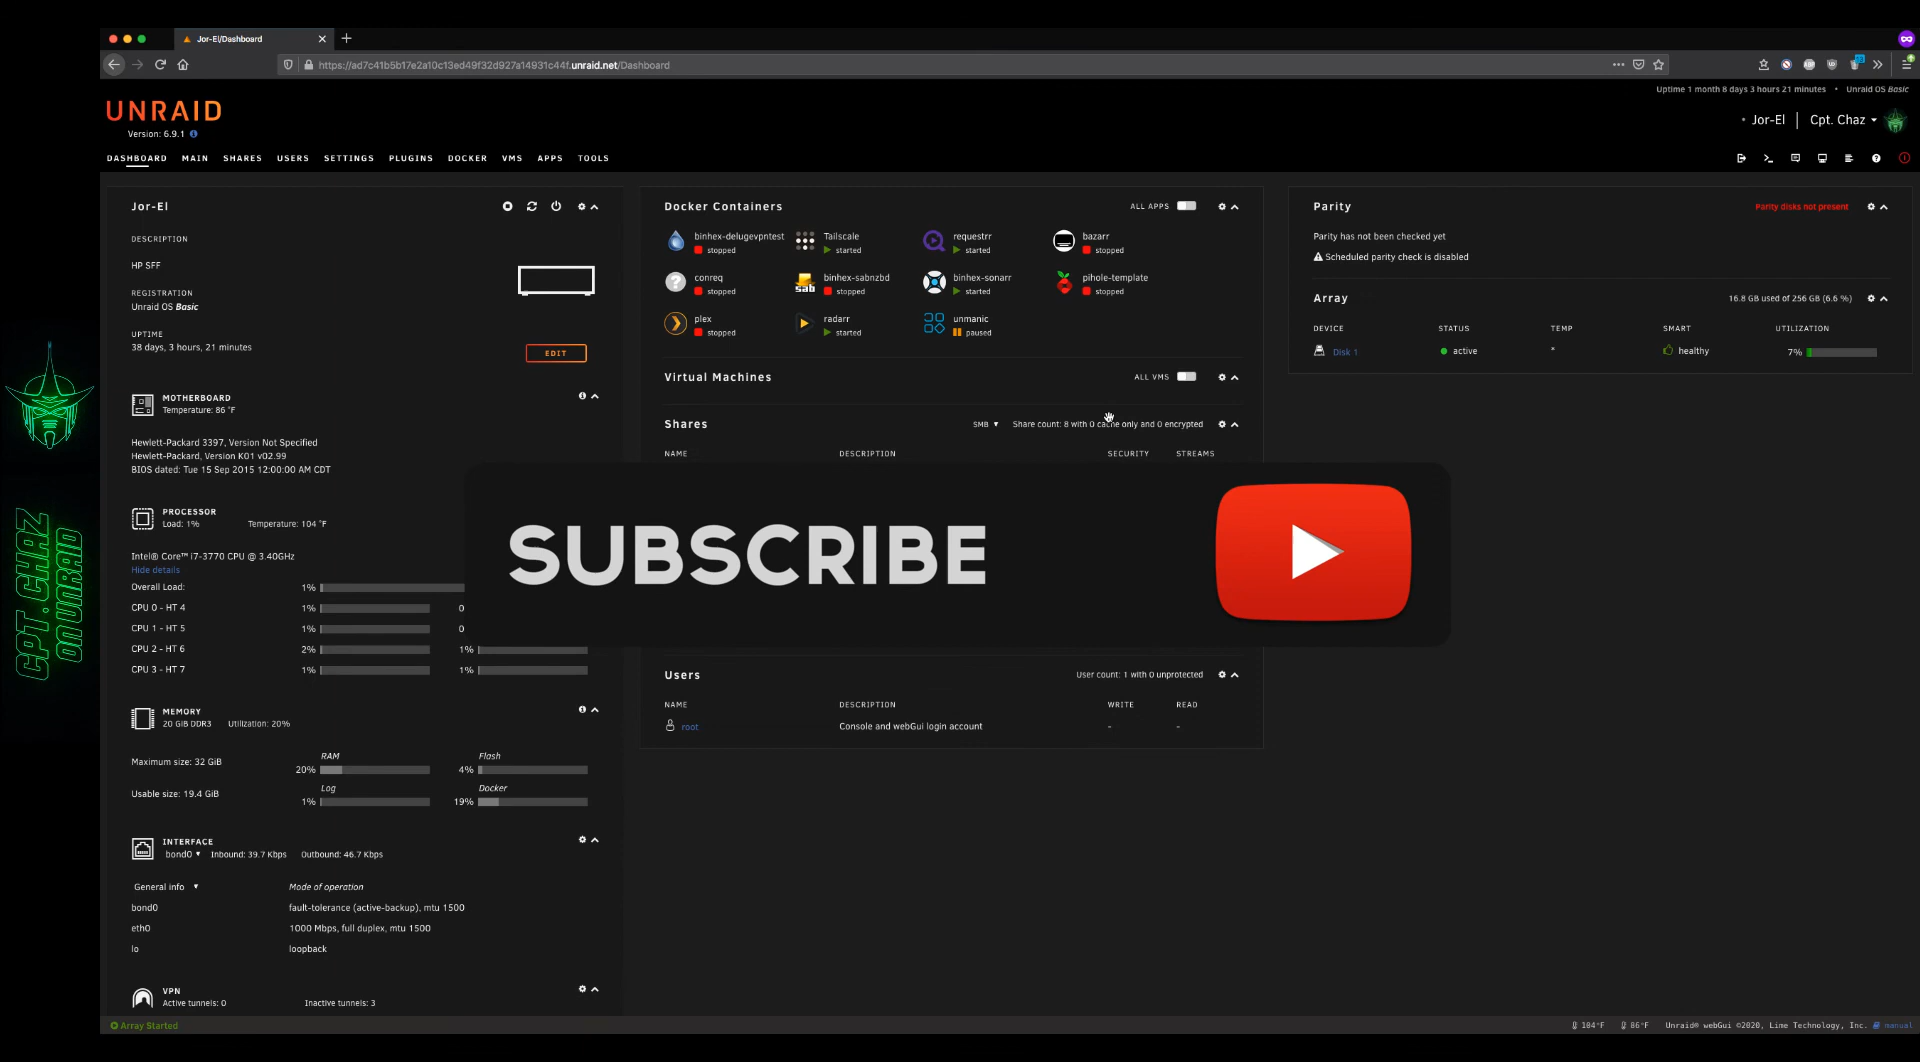 Jor-El/Dashboard
https://ad7c41b5b17e2a10c13ed49f32d927a14931c44f.unraid.net/Dashboard
Uptime 1 month 8 days 3 hours 21 minutes • Unraid OS Basic
UNRAID
Version: 6.9.1
• Jor-El | Cpt. Chaz
DASHBOARD MAIN SHARES USERS SETTINGS PLUGINS DOCKER VMS APPS TOOLS
CPT.CHAZ
ON UNRAID
Jor-El
DESCRIPTION
HP SFF
REGISTRATION
Unraid OS Basic
UPTIME
38 days, 3 hours, 21 minutes
EDIT
MOTHERBOARD
Temperature: 86 °F
Hewlett-Packard 3397, Version Not Specified
Hewlett-Packard, Version K01 v02.99
BIOS dated: Tue 15 Sep 2015 12:00:00 AM CDT
PROCESSOR
Load: 1% Temperature: 104 °F
Intel® Core™ i7-3770 CPU @ 3.40GHz
Hide details
Overall Load: 1%
CPU 0 - HT 4 1% 0
CPU 1 - HT 5 1% 0
CPU 2 - HT 6 2% 1%
CPU 3 - HT 7 1% 1%
MEMORY
20 GiB DDR3 Utilization: 20%
RAM Flash
Maximum size: 32 GiB 20% 4%
Log Docker
Usable size: 19.4 GiB 1% 19%
INTERFACE
bond0 Inbound: 39.7 Kbps Outbound: 46.7 Kbps
General info Mode of operation
bond0 fault-tolerance (active-backup), mtu 1500
eth0 1000 Mbps, full duplex, mtu 1500
lo loopback
VPN
Active tunnels: 0 Inactive tunnels: 3
Docker Containers ALL APPS
binhex-delugevpntest Tailscale requestrr bazarr
stopped started started stopped
conreq binhex-sabnzbd binhex-sonarr pihole-template
sab
stopped stopped started stopped
plex radarr unmanic
stopped started paused
Virtual Machines ALL VMS
Shares SMB Share count: 8 with 0 cache only and 0 encrypted
NAME DESCRIPTION SECURITY STREAMS
SUBSCRIBE
Users User count: 1 with 0 unprotected
NAME DESCRIPTION WRITE READ
root Console and webGui login account - -
Parity Parity disks not present
Parity has not been checked yet
Scheduled parity check is disabled
Array 16.8 GB used of 256 GB (6.6 %)
DEVICE STATUS TEMP SMART UTILIZATION
Disk 1 active * healthy 7%
Array Started
104°F 86°F Unraid® webGui ©2020, Lime Technology, Inc. manual